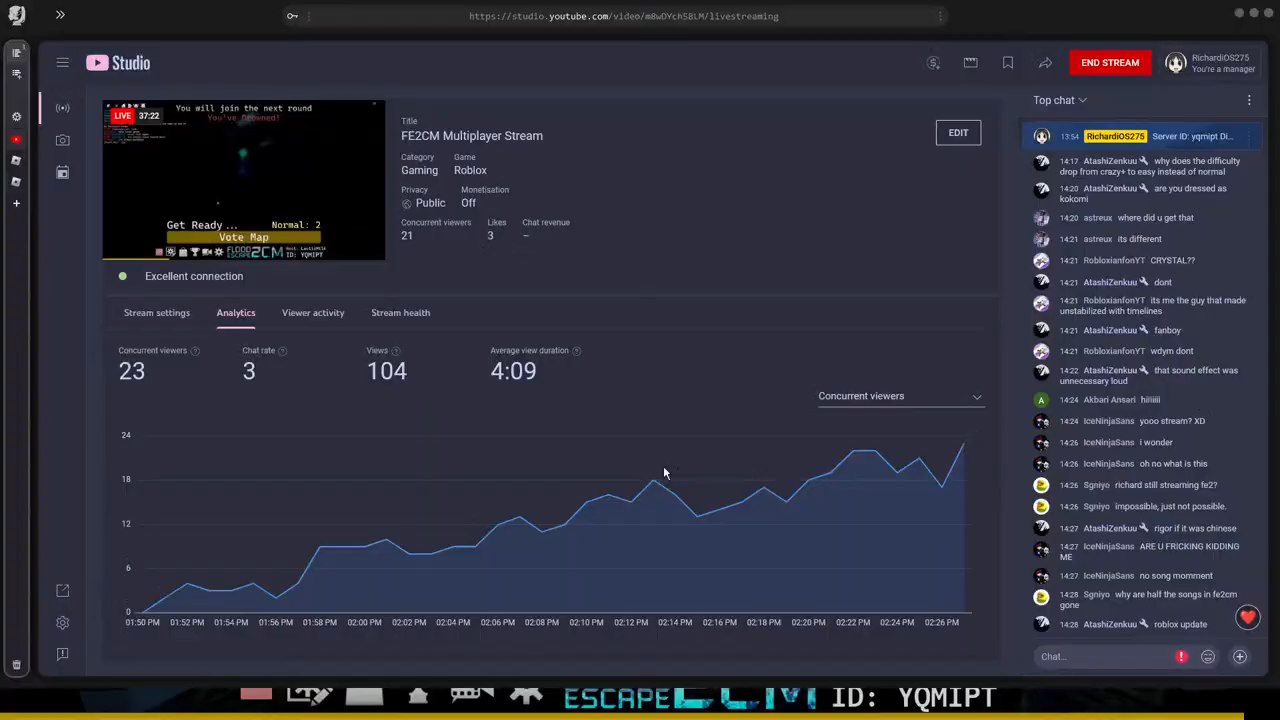 https://studio.youtube.com/video/m8wDYch58LM/livestreaming
Studio
END STREAM
RichardiOS275
You're a manager
LIVE 37:22
You will join the next round
You've Drowned!
Get Ready... Normal: 2
Vote Map
FLOOD
ESCAPE 2CM
ID: YQMIPT
Title
FE2CM Multiplayer Stream
EDIT
Category Game
Gaming Roblox
Privacy Monetisation
Public Off
Concurrent viewers Likes Chat revenue
21 3 –
Excellent connection
Stream settings Analytics Viewer activity Stream health
Concurrent viewers Chat rate Views Average view duration
23 3 104 4:09
Concurrent viewers
24
18
12
6
0
01:50 PM 01:52 PM 01:54 PM 01:56 PM 01:58 PM 02:00 PM 02:02 PM 02:04 PM 02:06 PM 02:08 PM 02:10 PM 02:12 PM 02:14 PM 02:16 PM 02:18 PM 02:20 PM 02:22 PM 02:24 PM 02:26 PM
Top chat
13:54 RichardiOS275 Server ID: yqmipt Di...
14:17 AtashiZenkuu why does the difficulty
drop from crazy+ to easy instead of normal
14:20 AtashiZenkuu are you dressed as
kokomi
14:20 astreux where did u get that
14:21 astreux its different
14:21 RobloxianfonYT CRYSTAL??
14:21 AtashiZenkuu dont
14:21 RobloxianfonYT its me the guy that made
unstabilized with timelines
14:21 AtashiZenkuu fanboy
14:21 RobloxianfonYT wdym dont
14:22 AtashiZenkuu that sound effect was
unnecessary loud
14:24 Akbari Ansari hiiiiiii
14:24 IceNinjaSans yooo stream? XD
14:26 IceNinjaSans i wonder
14:26 IceNinjaSans oh no what is this
14:26 Sgniyo richard still streaming fe2?
14:26 Sgniyo impossible, just not possible.
14:27 AtashiZenkuu rigor if it was chinese
14:27 IceNinjaSans ARE U FRICKING KIDDING
ME
14:27 IceNinjaSans no song momment
14:28 Sgniyo why are half the songs in fe2cm
gone
14:28 AtashiZenkuu roblox update
Chat...
ESCAPE 2CM ID: YQMIPT